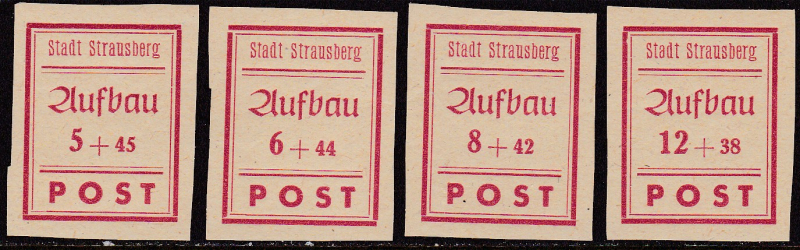 Stadt Strausberg
Aufbau
5 + 45
POST
Stadt Strausberg
Aufbau
6 + 44
POST
Stadt Strausberg
Aufbau
8 + 42
POST
Stadt Strausberg
Aufbau
12 + 38
POST